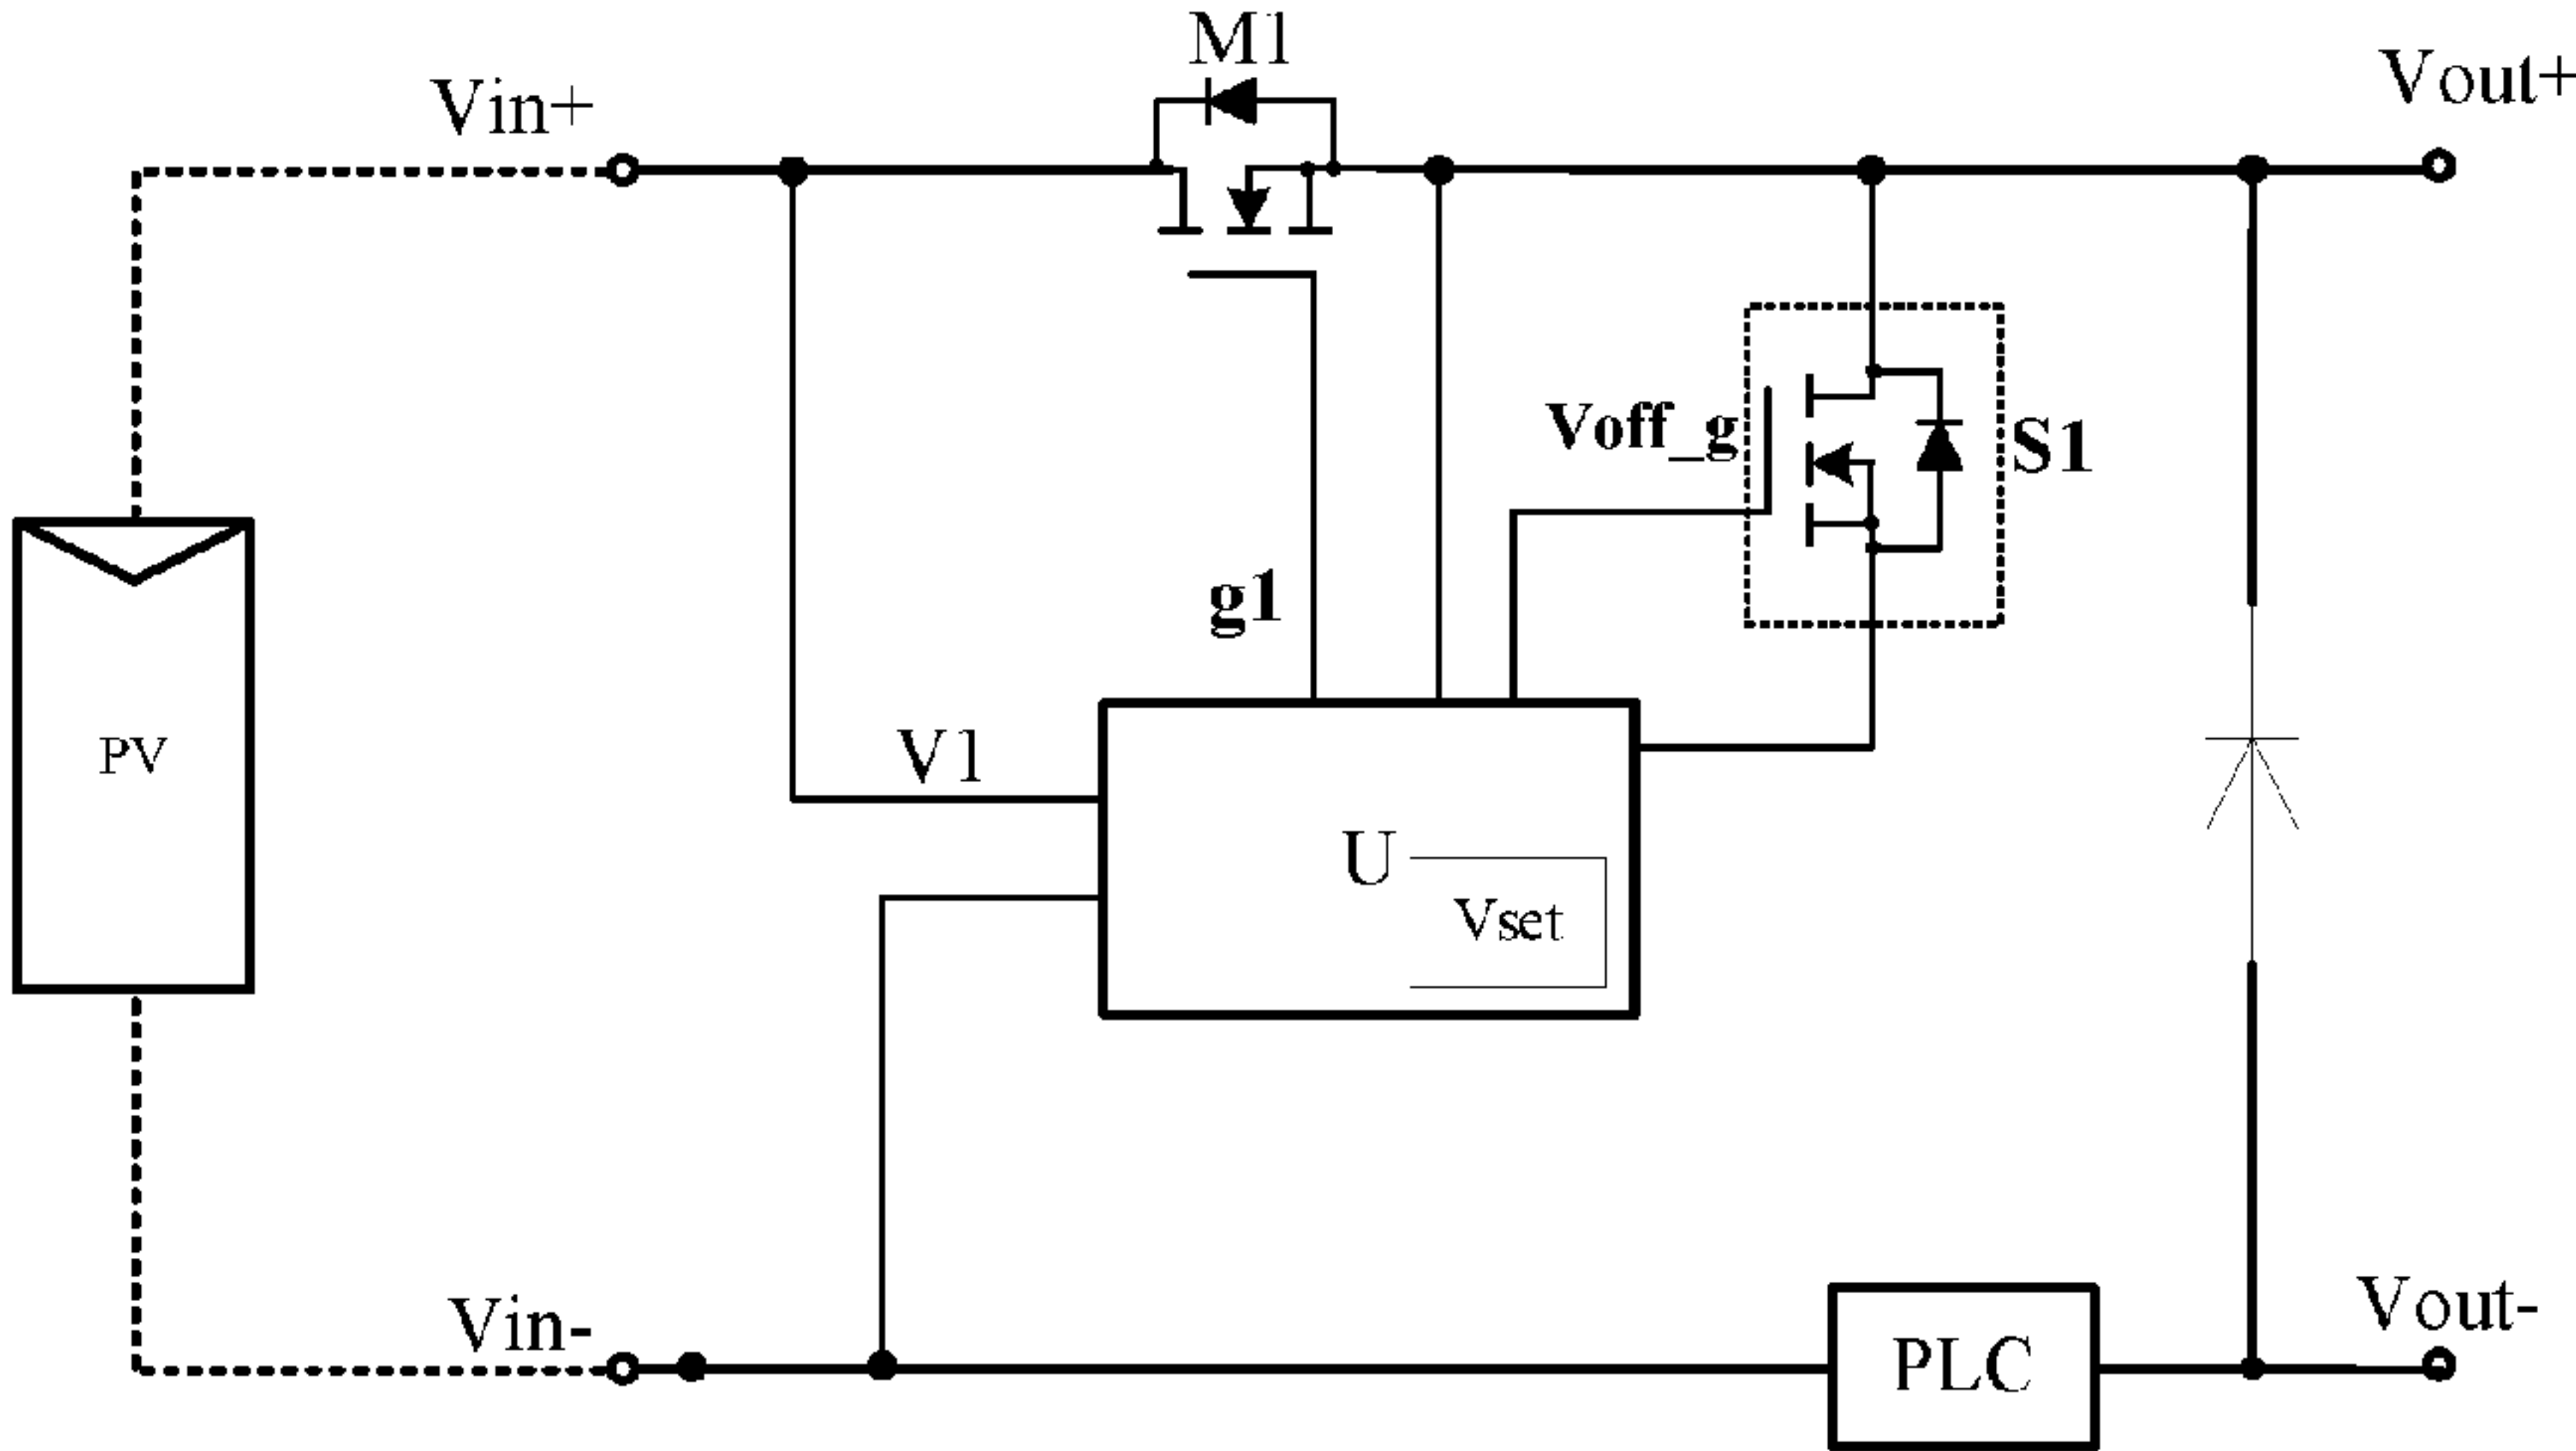 M1
Vin+
Vout+
Voff_g
S1
g1
PV
V1
U
Vset
Vin-
Vout-
PLC